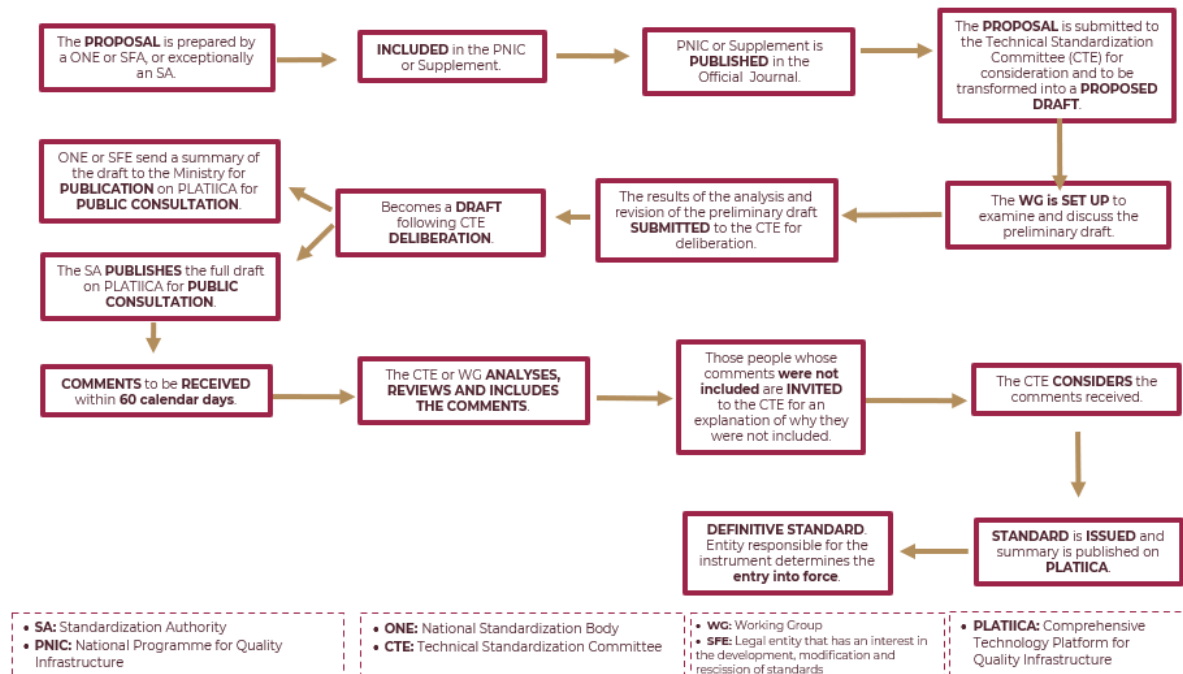 The PROPOSAL is prepared by
a ONE or SFA, or exceptionally
an SA.
INCLUDED in the PNIC
or Supplement.
PNIC or Supplement is
PUBLISHED in the
Official Journal.
The PROPOSAL is submitted to
the Technical Standardization
Committee (CTE) for
consideration and to be
transformed into a PROPOSED
DRAFT.
The WG is SET UP to
examine and discuss the
preliminary draft.
The results of the analysis and
revision of the preliminary draft
SUBMITTED to the CTE for
deliberation.
Becomes a DRAFT
following CTE
DELIBERATION.
ONE or SFE send a summary of
the draft to the Ministry for
PUBLICATION on PLATIICA for
PUBLIC CONSULTATION.
The SA PUBLISHES the full draft
on PLATIICA for PUBLIC
CONSULTATION.
COMMENTS to be RECEIVED
within 60 calendar days.
The CTE or WG ANALYSES,
REVIEWS AND INCLUDES
THE COMMENTS.
Those people whose
comments were not
included are INVITED
to the CTE for an
explanation of why they
were not included.
The CTE CONSIDERS the
comments received.
STANDARD is ISSUED and
summary is published on
PLATIICA.
DEFINITIVE STANDARD.
Entity responsible for the
instrument determines the
entry into force.
• SA: Standardization Authority
• PNIC: National Programme for Quality
Infrastructure
• ONE: National Standardization Body
• CTE: Technical Standardization Committee
• WG: Working Group
• SFE: Legal entity that has an interest in
the development, modification and
rescission of standards
• PLATIICA: Comprehensive
Technology Platform for
Quality Infrastructure